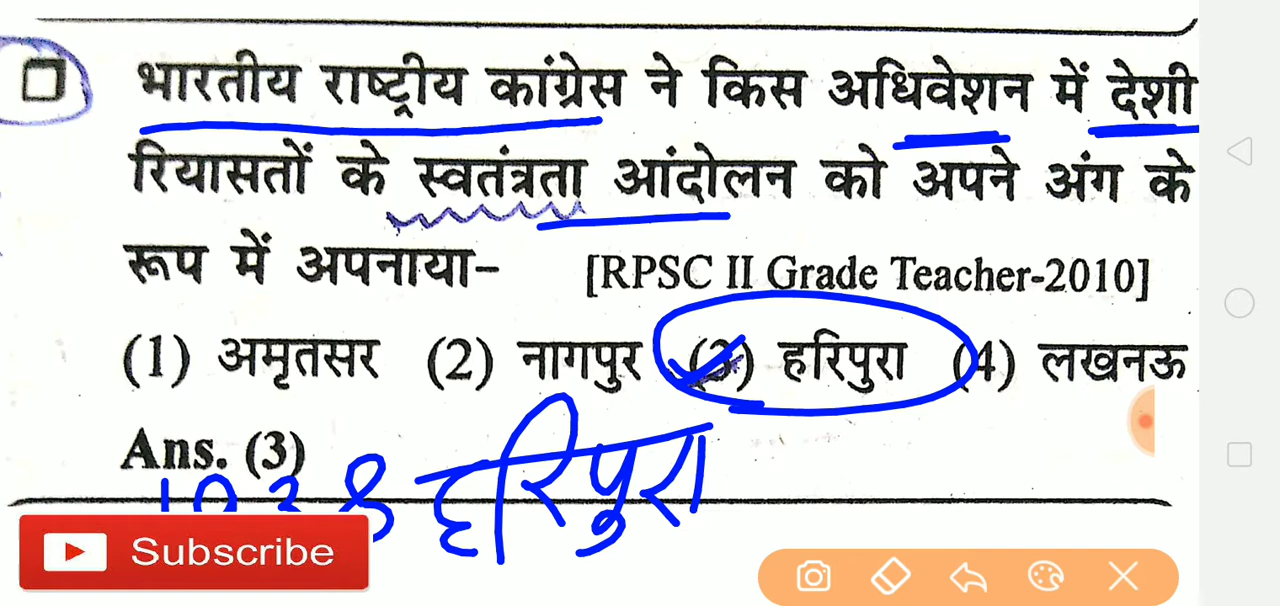 भारतीय राष्ट्रीय कांग्रेस ने किस अधिवेशन में देशी
रियासतों के स्वतंत्रता आंदोलन को अपने अंग के
रूप में अपनाया- [RPSC II Grade Teacher-2010]
(1) अमृतसर (2) नागपुर (3) हरिपुरा (4) लखनऊ
Ans. (3)
1938 हरिपुरा
Subscribe